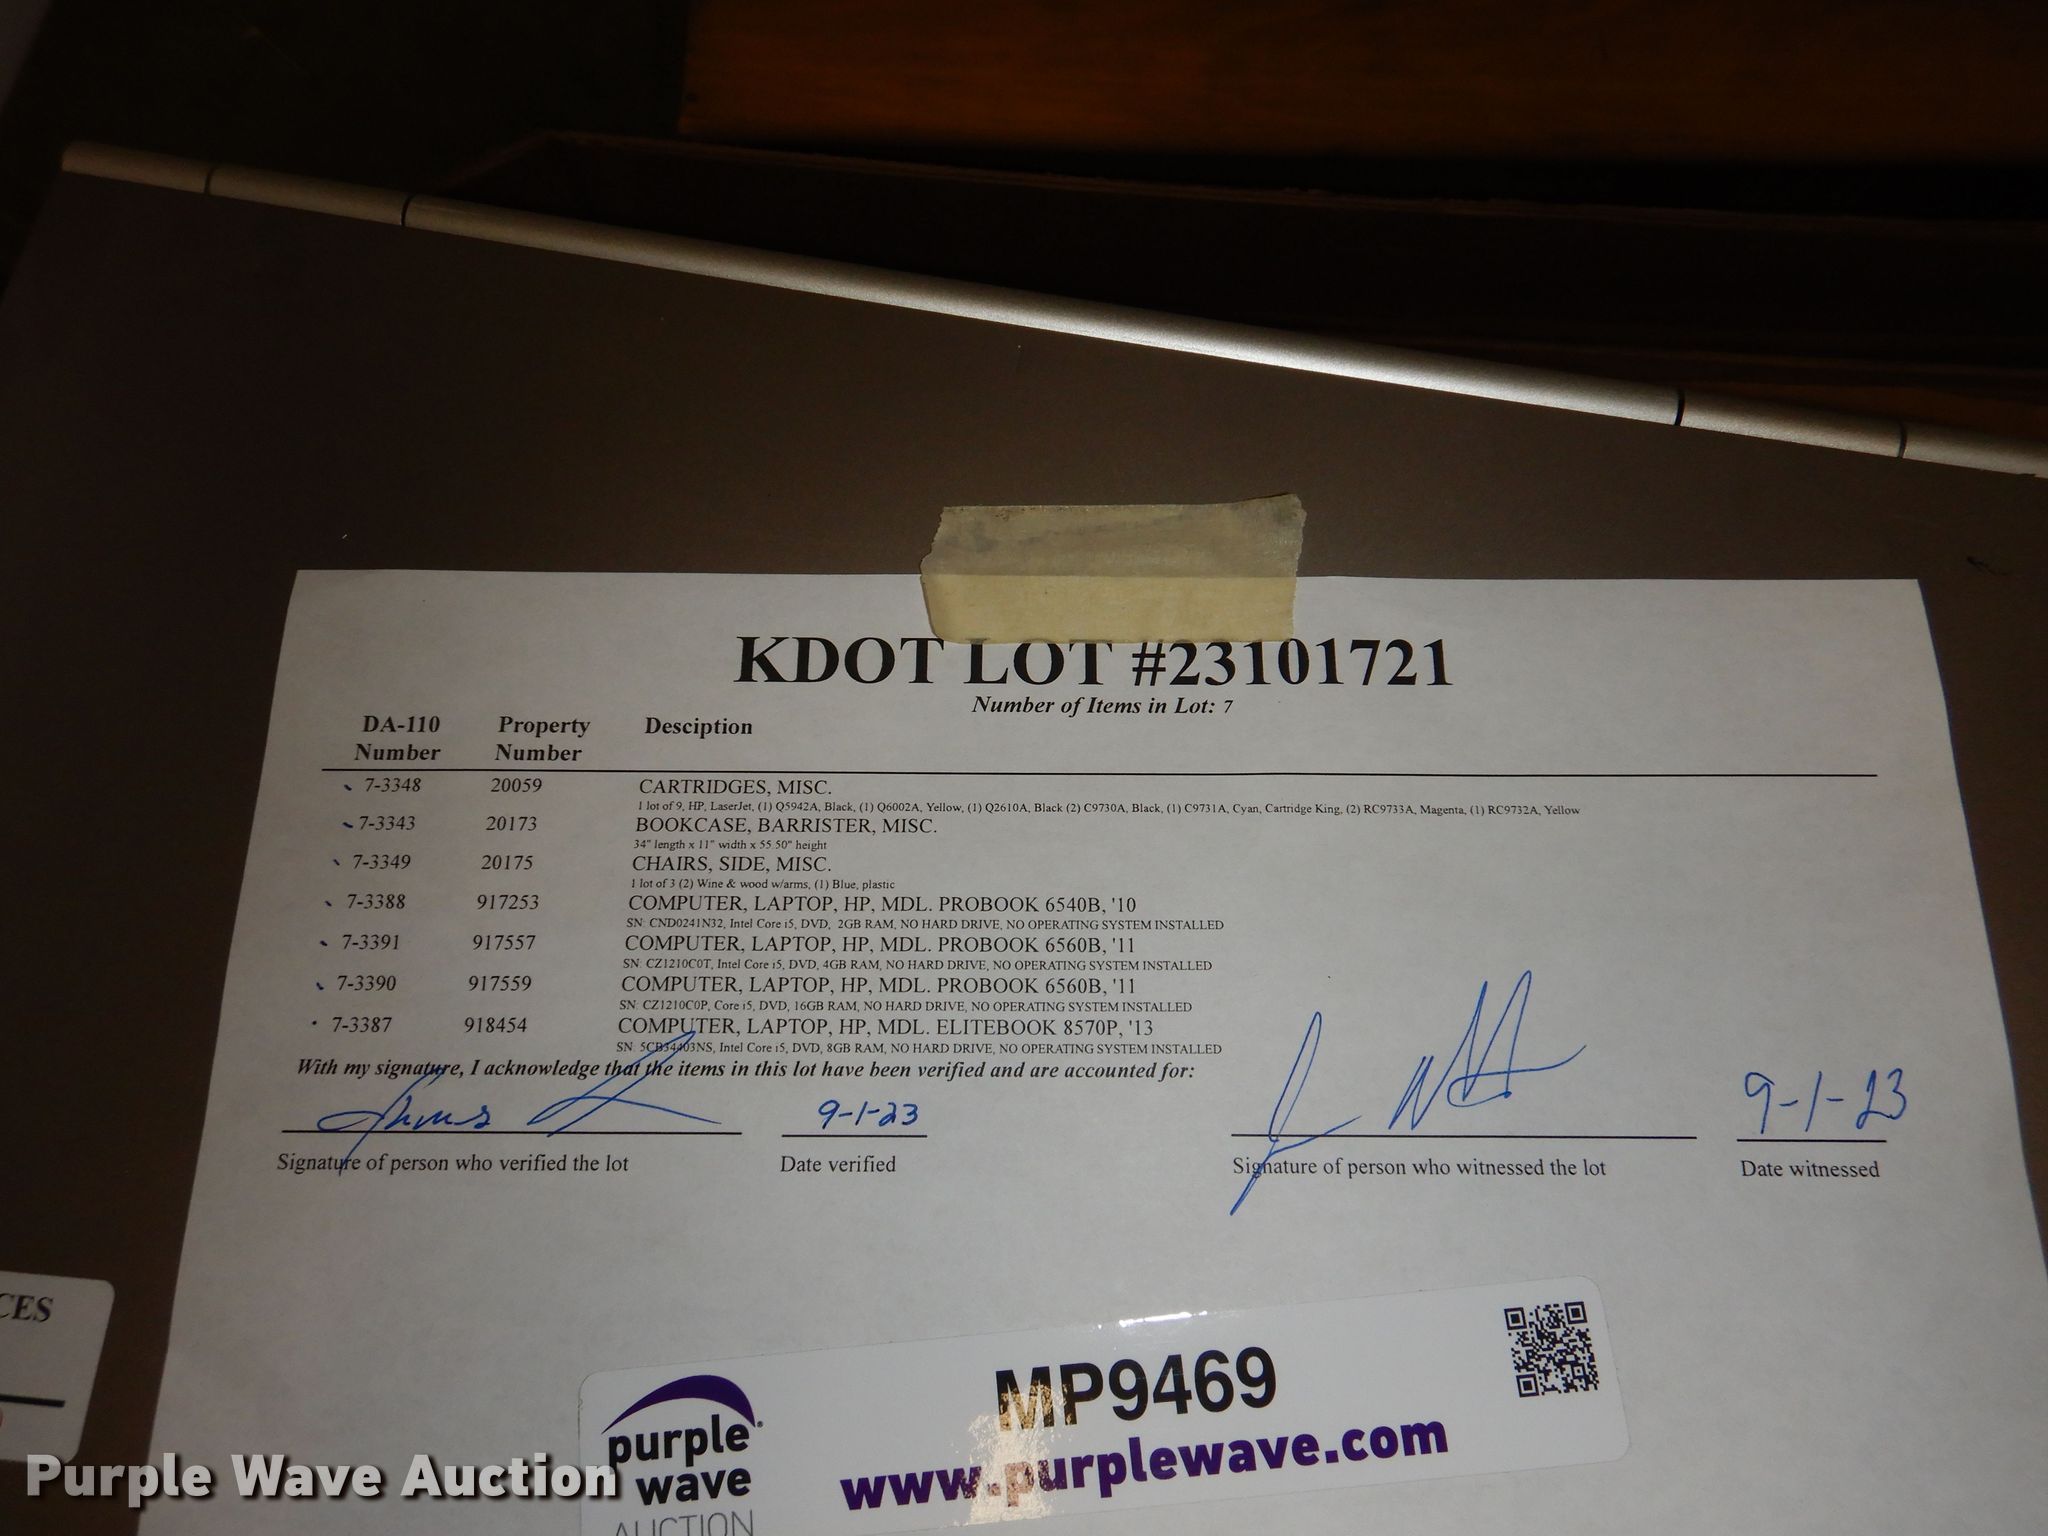 KDOT LOT #23101721
Number of Items in Lot: 7
DA-110 Number Property Number Desciption
7-3348 20059 CARTRIDGES, MISC.
1 lot of 9, HP, LaserJet, (1) Q5942A, Black, (1) Q6002A, Yellow, (1) Q2610A, Black (2) C9730A, Black, (1) C9731A, Cyan, Cartridge King, (2) RC9733A, Magenta, (1) RC9732A, Yellow
7-3343 20173 BOOKCASE, BARRISTER, MISC.
34" length x 11" width x 55.50" height
7-3349 20175 CHAIRS, SIDE, MISC.
1 lot of 3 (2) Wine & wood w/arms, (1) Blue, plastic
7-3388 917253 COMPUTER, LAPTOP, HP, MDL. PROBOOK 6540B, '10
SN: CND0241N32, Intel Core i5, DVD, 2GB RAM, NO HARD DRIVE, NO OPERATING SYSTEM INSTALLED
7-3391 917557 COMPUTER, LAPTOP, HP, MDL. PROBOOK 6560B, '11
SN: CZ1210C0T, Intel Core i5, DVD, 4GB RAM, NO HARD DRIVE, NO OPERATING SYSTEM INSTALLED
7-3390 917559 COMPUTER, LAPTOP, HP, MDL. PROBOOK 6560B, '11
SN: CZ1210C0P, Core i5, DVD, 16GB RAM, NO HARD DRIVE, NO OPERATING SYSTEM INSTALLED
7-3387 918454 COMPUTER, LAPTOP, HP, MDL. ELITEBOOK 8570P, '13
SN: 5CB34403NS, Intel Core i5, DVD, 8GB RAM, NO HARD DRIVE, NO OPERATING SYSTEM INSTALLED
With my signature, I acknowledge that the items in this lot have been verified and are accounted for:
9-1-23 9-1-23
Signature of person who verified the lot Date verified Signature of person who witnessed the lot Date witnessed
CES
MP9469
purple
wave
AUCTION
www.purplewave.com
Purple Wave Auction